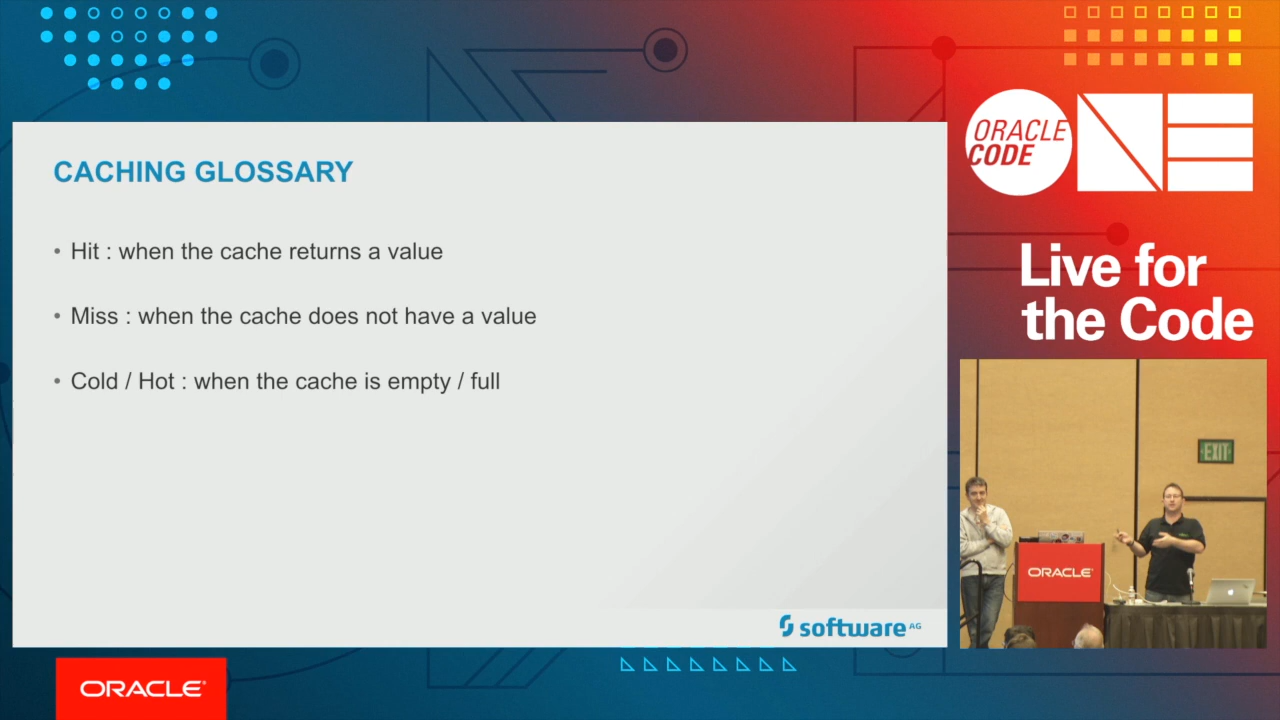 CACHING GLOSSARY
• Hit : when the cache returns a value
• Miss : when the cache does not have a value
• Cold / Hot : when the cache is empty / full
software AG
ORACLE
CODE
ONE
Live for
the Code
EXIT
ORACLE
ORACLE